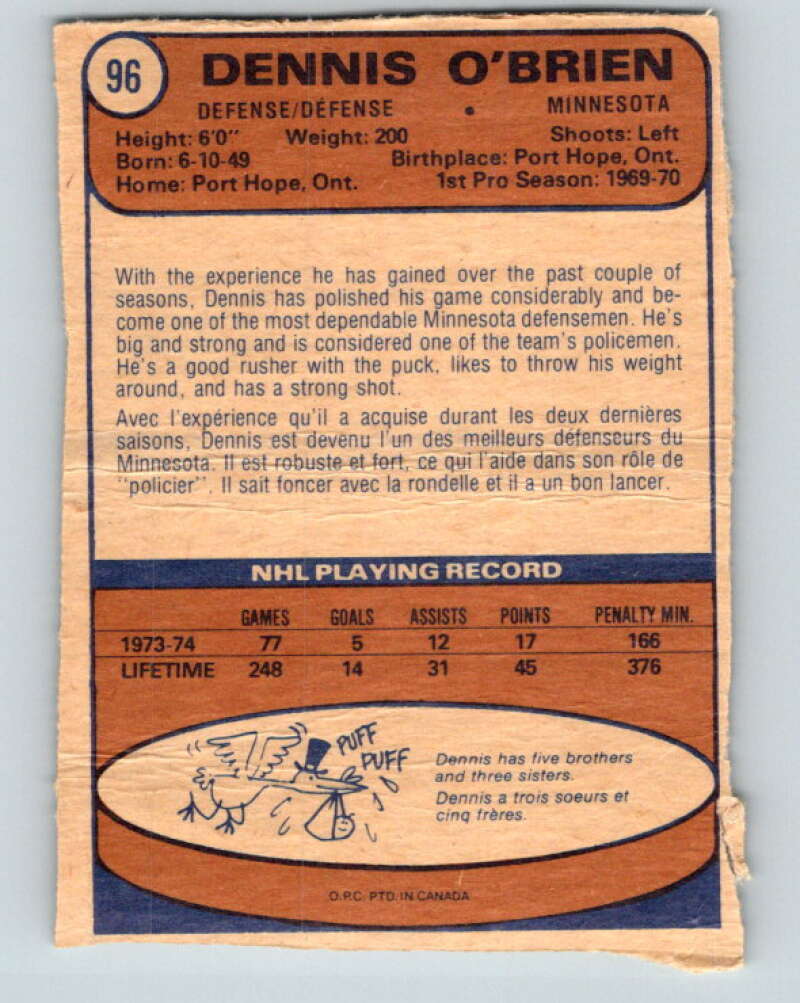 96
DENNIS O'BRIEN
DEFENSE/DÉFENSE • MINNESOTA
Height: 6'0" Weight: 200 Shoots: Left
Born: 6-10-49 Birthplace: Port Hope, Ont.
Home: Port Hope, Ont. 1st Pro Season: 1969-70
With the experience he has gained over the past couple of
seasons, Dennis has polished his game considerably and be-
come one of the most dependable Minnesota defensemen. He's
big and strong and is considered one of the team's policemen.
He's a good rusher with the puck, likes to throw his weight
around, and has a strong shot.
Avec l'expérience qu'il a acquise durant les deux dernières
saisons, Dennis est devenu l'un des meilleurs défenseurs du
Minnesota. Il est robuste et fort, ce qui l'aide dans son rôle de
"policier". Il sait foncer avec la rondelle et il a un bon lancer.
NHL PLAYING RECORD
GAMES GOALS ASSISTS POINTS PENALTY MIN.
1973-74 77 5 12 17 166
LIFETIME 248 14 31 45 376
PUFF
PUFF
Dennis has five brothers
and three sisters.
Dennis a trois soeurs et
cinq frères.
O.P.C. PTD. IN CANADA